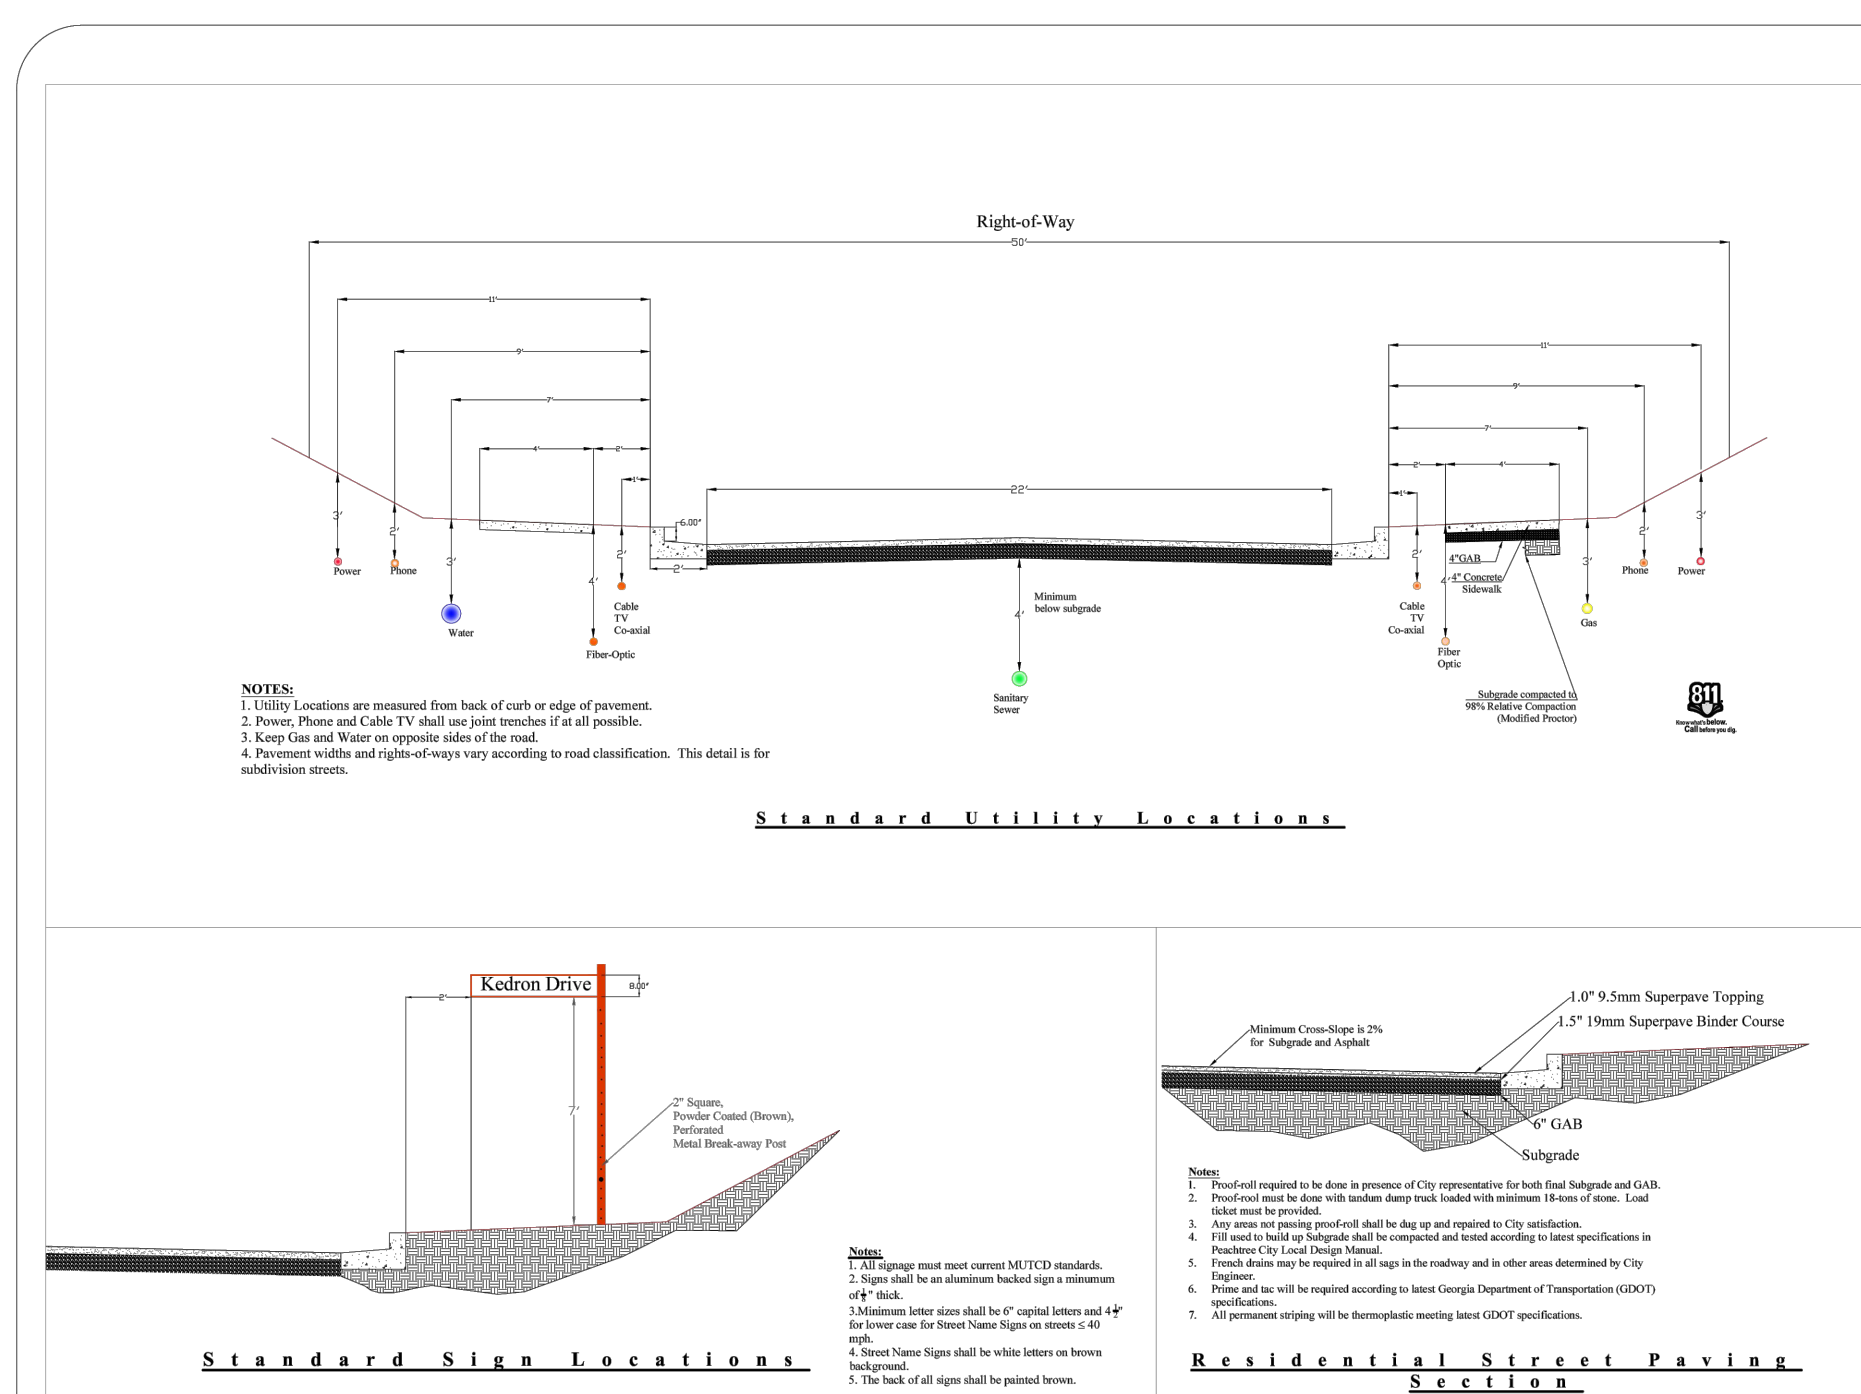 Right-of-Way
50'
11'
9'
7'
4'
2'
1'
11'
9'
7'
2'
4'
1'
22'
6.00"
2'
3'
2'
3'
4'
2'
4'
2'
4'
3'
2'
3'
Power
Phone
Water
Cable
TV
Co-axial
Fiber-Optic
Minimum
below subgrade
Sanitary
Sewer
4"GAB
4" Concrete
Sidewalk
Cable
TV
Co-axial
Fiber
Optic
Gas
Phone
Power
Subgrade compacted to
98% Relative Compaction
(Modified Proctor)
811
Know what's below.
Call before you dig.
NOTES:
1. Utility Locations are measured from back of curb or edge of pavement.
2. Power, Phone and Cable TV shall use joint trenches if at all possible.
3. Keep Gas and Water on opposite sides of the road.
4. Pavement widths and rights-of-ways vary according to road classification. This detail is for
subdivision streets.
Standard Utility Locations
Kedron Drive
8.00"
2'
7'
2" Square,
Powder Coated (Brown),
Perforated
Metal Break-away Post
Notes:
1. All signage must meet current MUTCD standards.
2. Signs shall be an aluminum backed sign a minumum
of 1/8" thick.
3.Minimum letter sizes shall be 6" capital letters and 4 1/2"
for lower case for Street Name Signs on streets ≤ 40
mph.
4. Street Name Signs shall be white letters on brown
background.
5. The back of all signs shall be painted brown.
Standard Sign Locations
1.0" 9.5mm Superpave Topping
1.5" 19mm Superpave Binder Course
Minimum Cross-Slope is 2%
for Subgrade and Asphalt
6" GAB
Subgrade
Notes:
1. Proof-roll required to be done in presence of City representative for both final Subgrade and GAB.
2. Proof-rool must be done with tandum dump truck loaded with minimum 18-tons of stone. Load
ticket must be provided.
3. Any areas not passing proof-roll shall be dug up and repaired to City satisfaction.
4. Fill used to build up Subgrade shall be compacted and tested according to latest specifications in
Peachtree City Local Design Manual.
5. French drains may be required in all sags in the roadway and in other areas determined by City
Engineer.
6. Prime and tac will be required according to latest Georgia Department of Transportation (GDOT)
specifications.
7. All permanent striping will be thermoplastic meeting latest GDOT specifications.
Residential Street Paving
Section